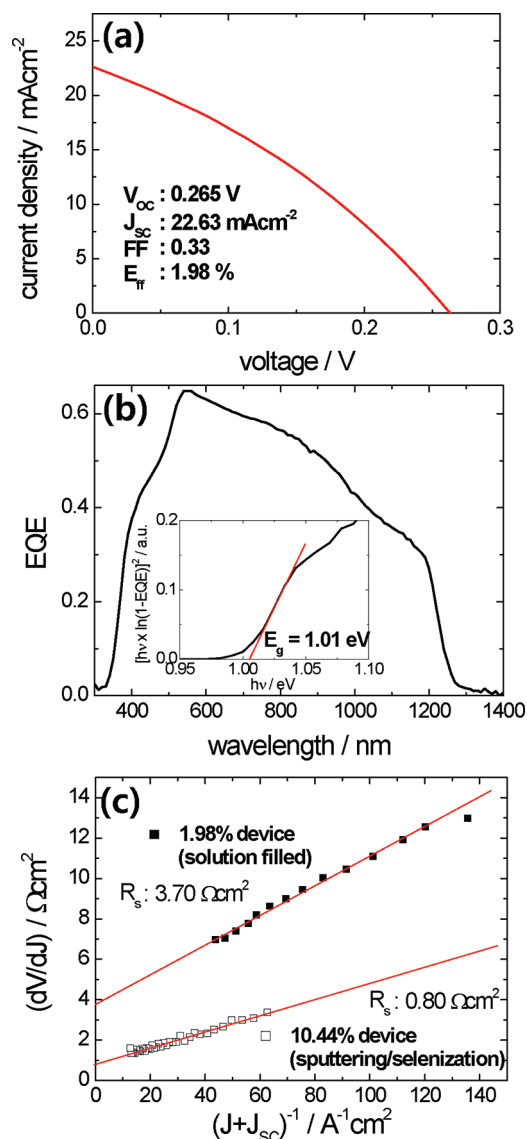 (a)
25
20
15
10
5
0
current density / mAcm⁻²
V_OC : 0.265 V
J_SC : 22.63 mAcm⁻²
FF : 0.33
E_ff : 1.98 %
0.0 0.1 0.2 0.3
voltage / V
(b)
0.6
0.4
0.2
0.0
EQE
0.2
0.1
0.0
[hν x ln(1-EQE)]² / a.u.
E_g = 1.01 eV
0.95 1.00 1.05 1.10
hν / eV
400 600 800 1000 1200 1400
wavelength / nm
(c)
14
12
10
8
6
4
2
0
(dV/dJ) / Ωcm²
1.98% device
(solution filled)
R_s : 3.70 Ωcm²
R_s : 0.80 Ωcm²
10.44% device
(sputtering/selenization)
0 20 40 60 80 100 120 140
(J+J_SC)⁻¹ / A⁻¹cm²